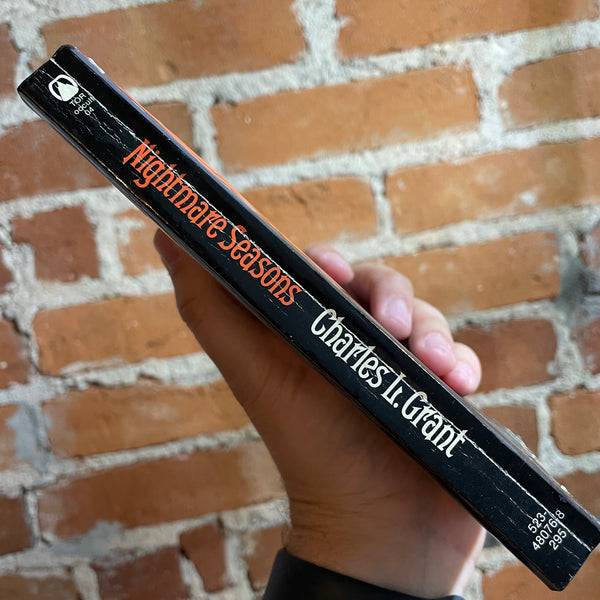 TOR
Nightmare Seasons
Charles L. Grant
523-
48076-8
295